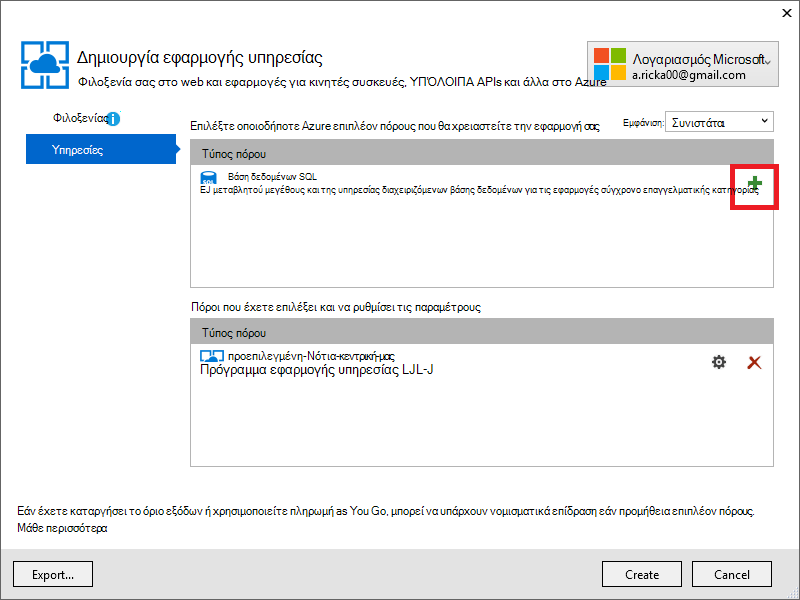 Δημιουργία εφαρμογής υπηρεσίας
Φιλοξενία σας στο web και εφαρμογές για κινητές συσκευές, ΥΠΌΛΟΙΠΑ APIs και άλλα στο Azure
Λογαριασμός Microsoft
a.ricka00@gmail.com
Φιλοξενίας
Υπηρεσίες
Επιλέξτε οποιοδήποτε Azure επιπλέον πόρους που θα χρειαστείτε την εφαρμογή σας
Εμφάνιση: Συνιστάται
Τύπος πόρου
SQL
Βάση δεδομένων SQL
ΕJ μεταβλητού μεγέθους και της υπηρεσίας διαχειριζόμενων βάσης δεδομένων για τις εφαρμογές σύγχρονο επαγγελματικής κατηγορίας
Πόροι που έχετε επιλέξει και να ρυθμίσει τις παραμέτρους
Τύπος πόρου
προεπιλεγμένη-Νότια-κεντρική-μας
Πρόγραμμα εφαρμογής υπηρεσίας LJL-J
Εάν έχετε καταργήσει το όριο εξόδων ή χρησιμοποιείτε πληρωμή as You Go, μπορεί να υπάρχουν νομισματικά επίδραση εάν προμήθεια επιπλέον πόρους.
Μάθε περισσότερα
Export...
Create
Cancel